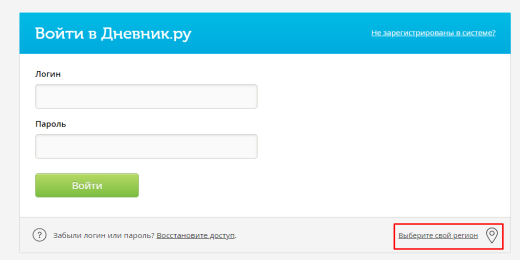 Войти в Дневник.ру
Не зарегистрированы в системе?
Логин
Пароль
Войти
? Забыли логин или пароль? Восстановите доступ.
Выберите свой регион